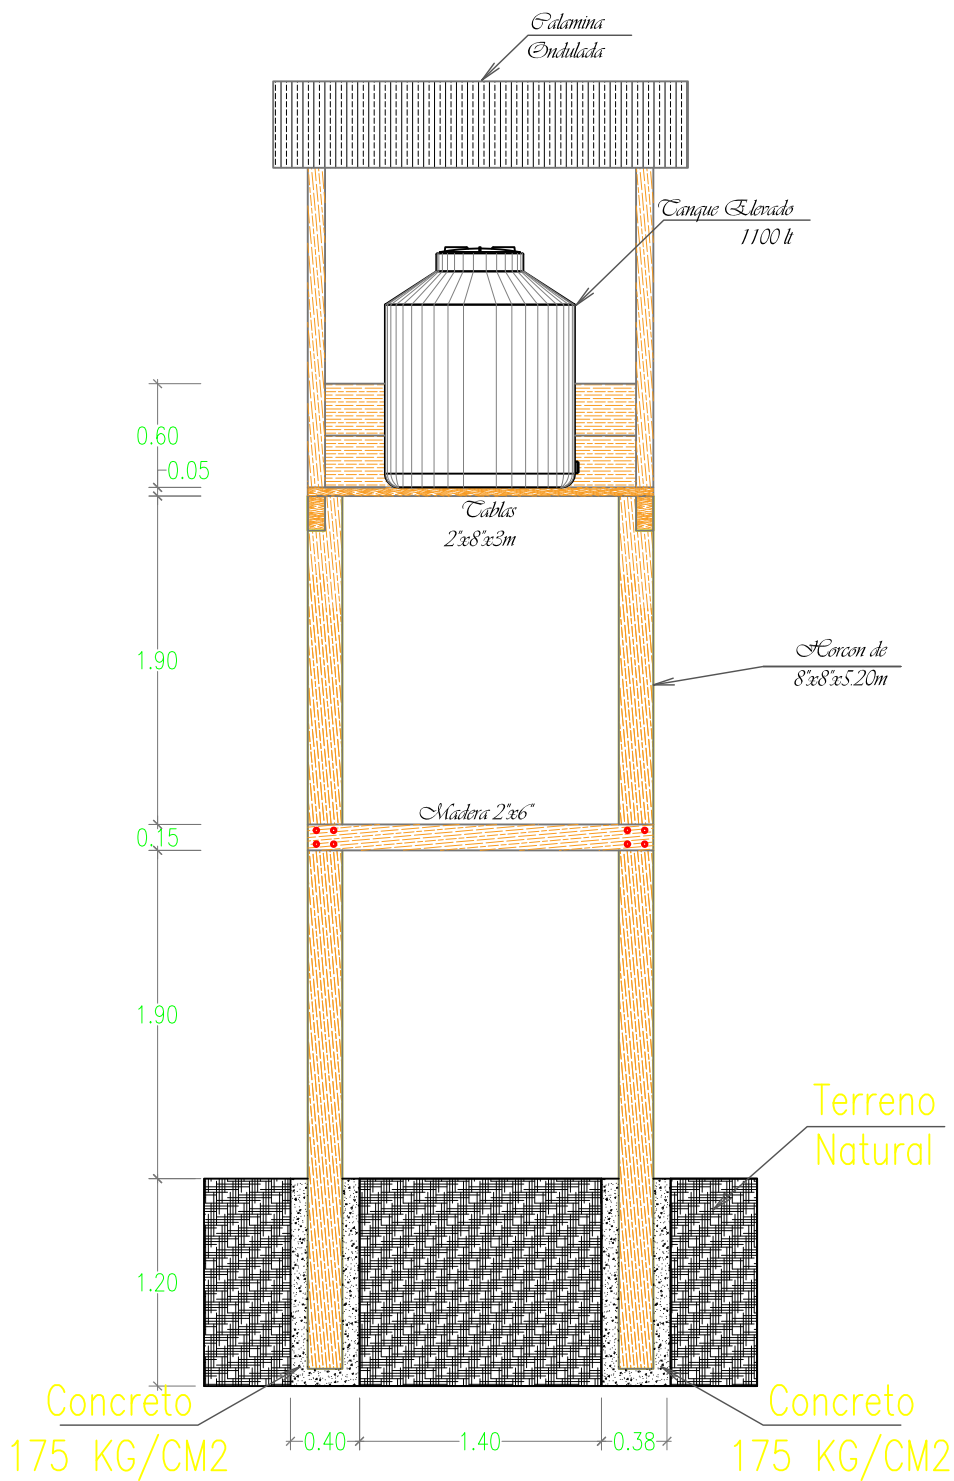 Calamina
Ondulada
Tanque Elevado
1100 lt
0.60
0.05
Tablas
2"x8"x3m
1.90
Horcon de
8"x8"x5.20m
Madera 2"x6"
0.15
1.90
Terreno
Natural
1.20
Concreto
175 KG/CM2
Concreto
175 KG/CM2
0.40
1.40
0.38